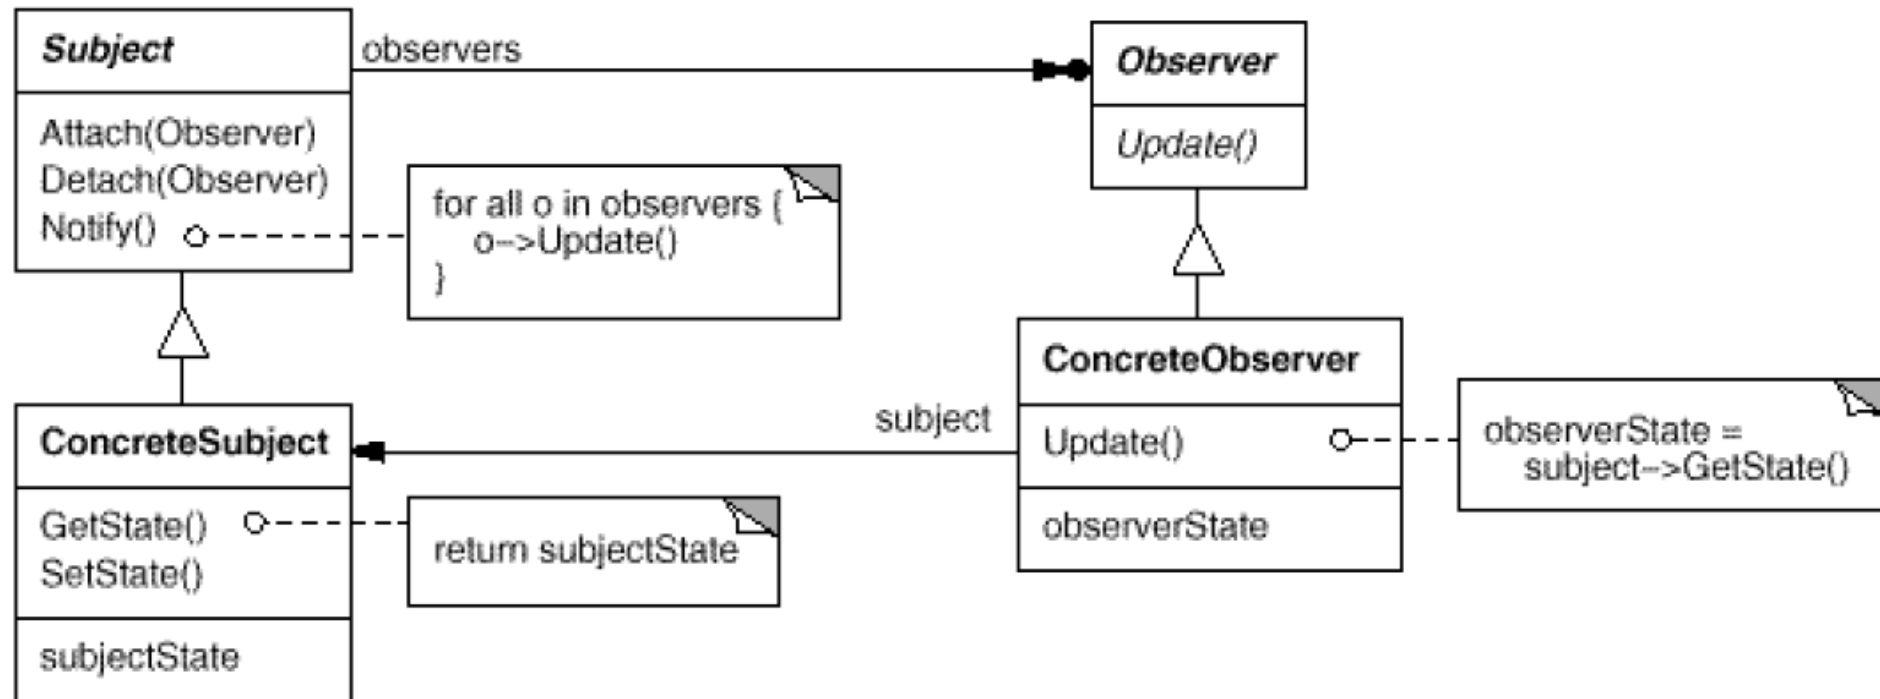 Subject
Attach(Observer)
Detach(Observer)
Notify()
observers
for all o in observers {
o–>Update()
}
Observer
Update()
ConcreteSubject
GetState()
SetState()
subjectState
return subjectState
subject
ConcreteObserver
Update()
observerState
observerState =
subject–>GetState()